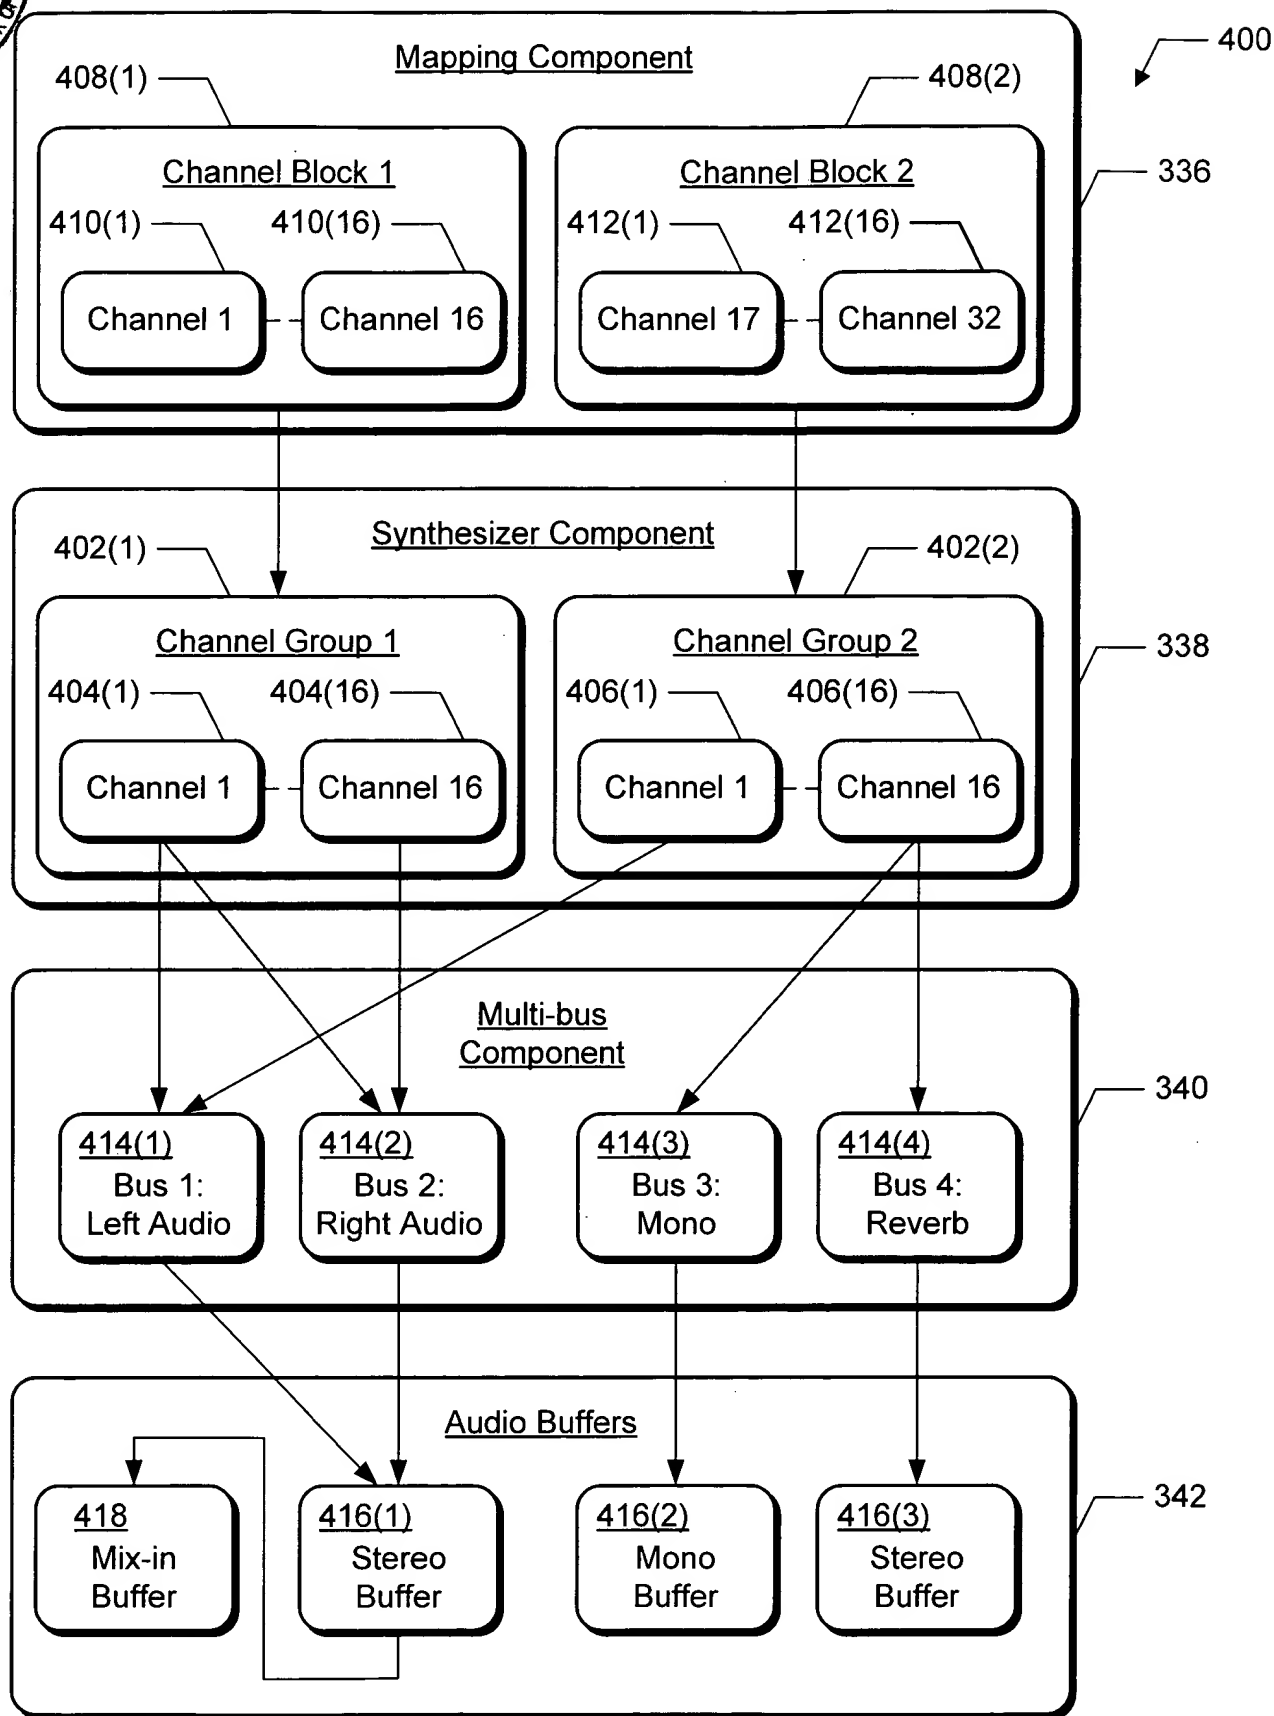 400
Mapping Component
408(1)
408(2)
336
Channel Block 1
Channel Block 2
410(1)
410(16)
412(1)
412(16)
Channel 1
Channel 16
Channel 17
Channel 32
Synthesizer Component
402(1)
402(2)
338
Channel Group 1
Channel Group 2
404(1)
404(16)
406(1)
406(16)
Channel 1
Channel 16
Channel 1
Channel 16
Multi-bus
Component
340
414(1)
Bus 1:
Left Audio
414(2)
Bus 2:
Right Audio
414(3)
Bus 3:
Mono
414(4)
Bus 4:
Reverb
Audio Buffers
342
418
Mix-in
Buffer
416(1)
Stereo
Buffer
416(2)
Mono
Buffer
416(3)
Stereo
Buffer